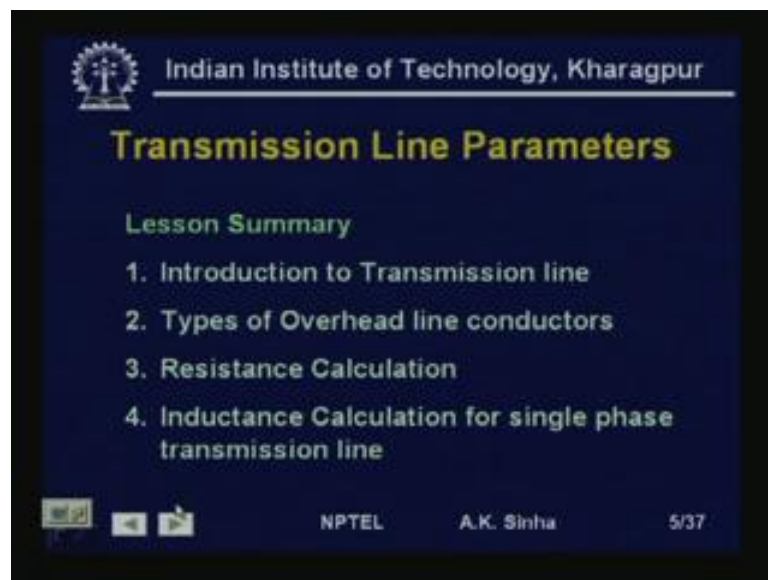 Indian Institute of Technology, Kharagpur
Transmission Line Parameters
Lesson Summary
1. Introduction to Transmission line
2. Types of Overhead line conductors
3. Resistance Calculation
4. Inductance Calculation for single phase
transmission line
NPTEL A.K. Sinha 5/37